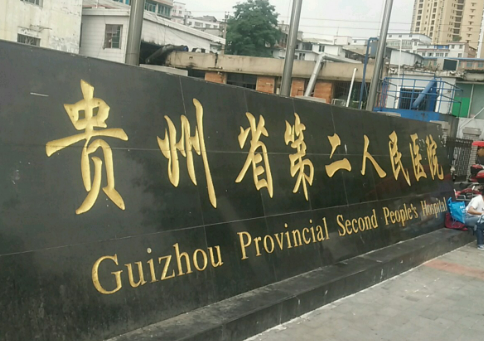 贵州省第二人民医院
Guizhou Provincial Second People's Hospital